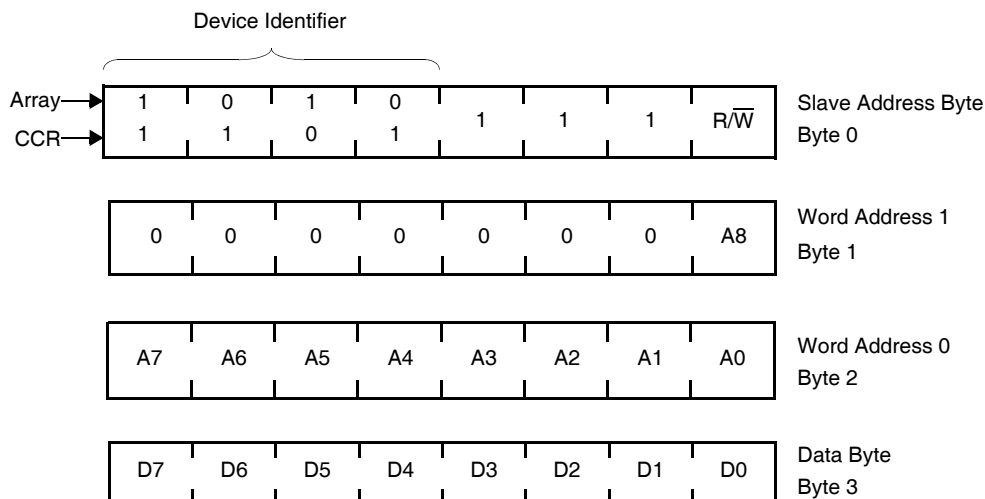 Device Identifier
Array 1 0 1 0 1 1 1 R/W̅ Slave Address Byte
CCR 1 1 0 1 Byte 0
0 0 0 0 0 0 0 A8 Word Address 1
Byte 1
A7 A6 A5 A4 A3 A2 A1 A0 Word Address 0
Byte 2
D7 D6 D5 D4 D3 D2 D1 D0 Data Byte
Byte 3